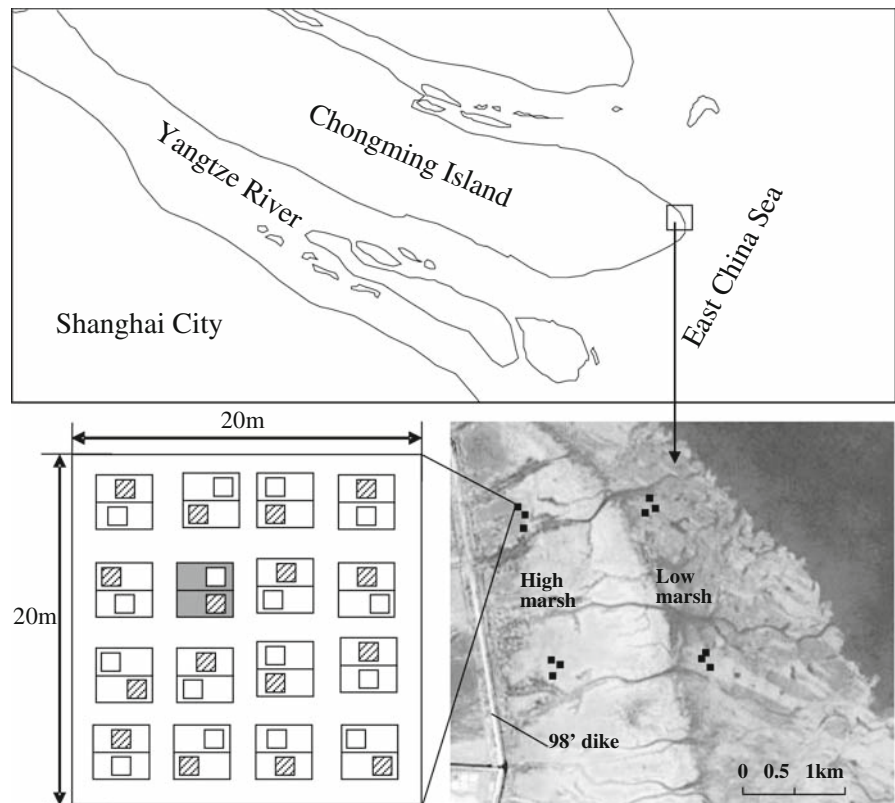 Chongming Island
Yangtze River
East China Sea
Shanghai City
20m
20m
High
marsh
Low
marsh
98' dike
0 0.5 1km